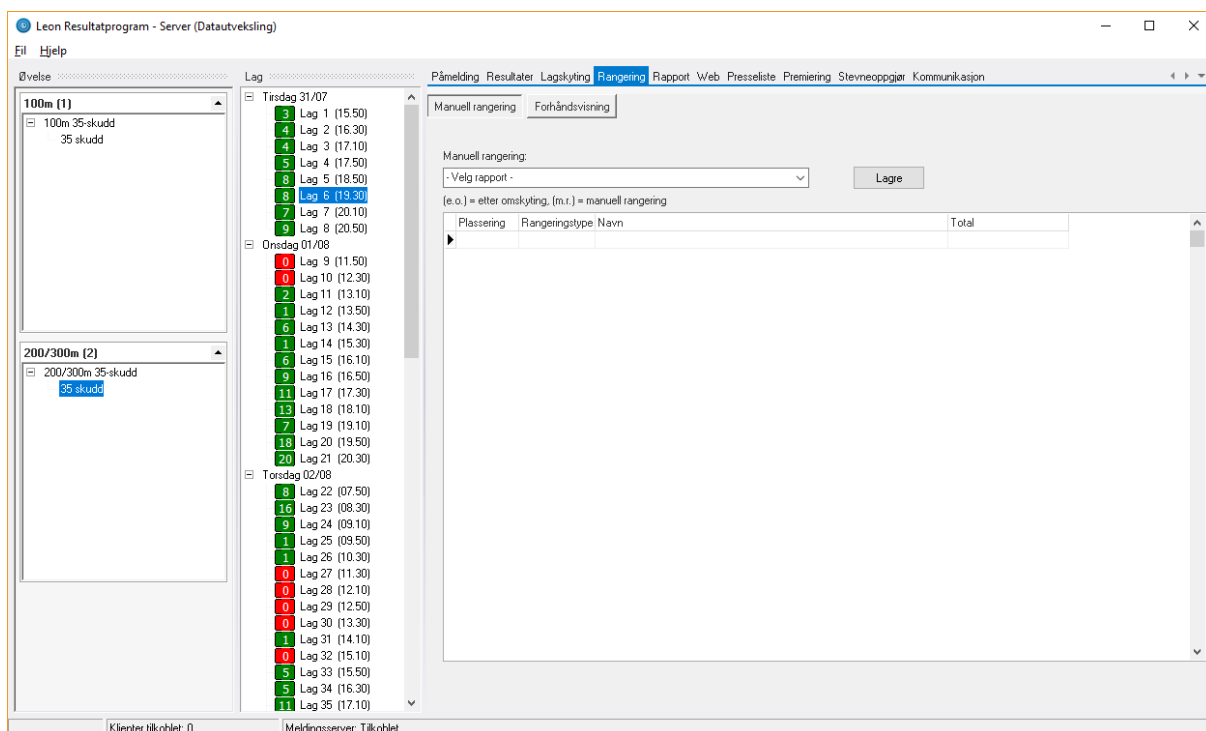 Leon Resultatprogram - Server (Datautveksling)
Fil Hjelp
Øvelse
100m (1)
100m 35-skudd
35 skudd
200/300m (2)
200/300m 35-skudd
35 skudd
Lag
Tirsdag 31/07
3 Lag 1 (15.50)
4 Lag 2 (16.30)
4 Lag 3 (17.10)
5 Lag 4 (17.50)
8 Lag 5 (18.50)
8 Lag 6 (19.30)
7 Lag 7 (20.10)
9 Lag 8 (20.50)
Onsdag 01/08
0 Lag 9 (11.50)
0 Lag 10 (12.30)
2 Lag 11 (13.10)
1 Lag 12 (13.50)
6 Lag 13 (14.30)
1 Lag 14 (15.30)
6 Lag 15 (16.10)
9 Lag 16 (16.50)
11 Lag 17 (17.30)
13 Lag 18 (18.10)
7 Lag 19 (19.10)
18 Lag 20 (19.50)
20 Lag 21 (20.30)
Torsdag 02/08
8 Lag 22 (07.50)
16 Lag 23 (08.30)
9 Lag 24 (09.10)
1 Lag 25 (09.50)
1 Lag 26 (10.30)
0 Lag 27 (11.30)
0 Lag 28 (12.10)
0 Lag 29 (12.50)
0 Lag 30 (13.30)
1 Lag 31 (14.10)
0 Lag 32 (15.10)
5 Lag 33 (15.50)
5 Lag 34 (16.30)
11 Lag 35 (17.10)
Påmelding Resultater Lagskyting Rangering Rapport Web Presseliste Premiering Stevneoppgjør Kommunikasjon
Manuell rangering Forhåndsvisning
Manuell rangering:
- Velg rapport - Lagre
(e.o.) = etter omskyting, (m.r.) = manuell rangering
Plassering Rangeringstype Navn Total
Klienter tilkoblet: 0 Meldingsserver: Tilkoblet